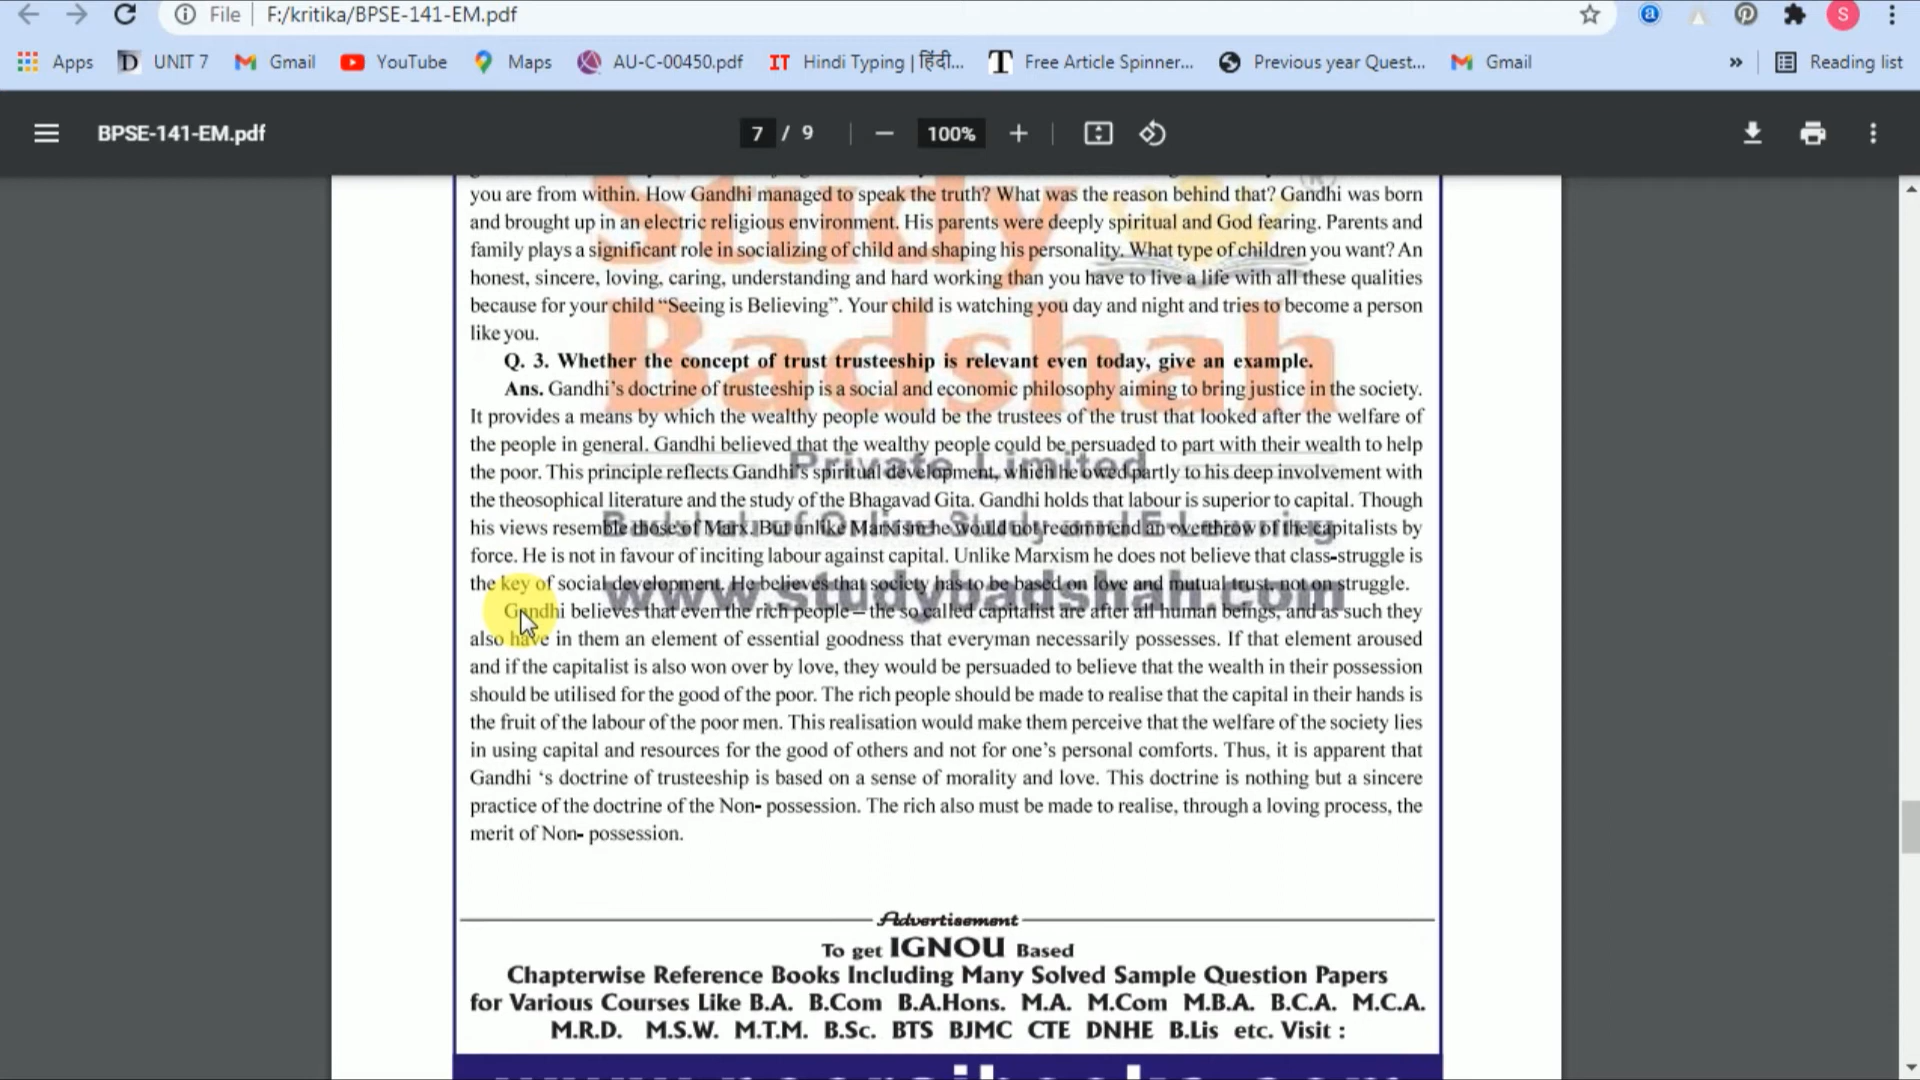 File F:/kritika/BPSE-141-EM.pdf
S
Apps UNIT 7 Gmail YouTube Maps AU-C-00450.pdf IT Hindi Typing | हिंदी... T Free Article Spinner... Previous year Quest... Gmail » Reading list
BPSE-141-EM.pdf 7 / 9 100%
you are from within. How Gandhi managed to speak the truth? What was the reason behind that? Gandhi was born
and brought up in an electric religious environment. His parents were deeply spiritual and God fearing. Parents and
family plays a significant role in socializing of child and shaping his personality. What type of children you want? An
honest, sincere, loving, caring, understanding and hard working than you have to live a life with all these qualities
because for your child “Seeing is Believing”. Your child is watching you day and night and tries to become a person
like you.
Q. 3. Whether the concept of trust trusteeship is relevant even today, give an example.
Ans. Gandhi’s doctrine of trusteeship is a social and economic philosophy aiming to bring justice in the society.
It provides a means by which the wealthy people would be the trustees of the trust that looked after the welfare of
the people in general. Gandhi believed that the wealthy people could be persuaded to part with their wealth to help
the poor. This principle reflects Gandhi’s spiritual development, which he owed partly to his deep involvement with
the theosophical literature and the study of the Bhagavad Gita. Gandhi holds that labour is superior to capital. Though
his views resemble those of Marx. But unlike Marxism he would not recommend an overthrow of the capitalists by
force. He is not in favour of inciting labour against capital. Unlike Marxism he does not believe that class-struggle is
the key of social development. He believes that society has to be based on love and mutual trust, not on struggle.
Gandhi believes that even the rich people – the so called capitalist are after all human beings, and as such they
also have in them an element of essential goodness that everyman necessarily possesses. If that element aroused
and if the capitalist is also won over by love, they would be persuaded to believe that the wealth in their possession
should be utilised for the good of the poor. The rich people should be made to realise that the capital in their hands is
the fruit of the labour of the poor men. This realisation would make them perceive that the welfare of the society lies
in using capital and resources for the good of others and not for one’s personal comforts. Thus, it is apparent that
Gandhi ‘s doctrine of trusteeship is based on a sense of morality and love. This doctrine is nothing but a sincere
practice of the doctrine of the Non- possession. The rich also must be made to realise, through a loving process, the
merit of Non- possession.
Study
Badshah
Private Limited
Badshah of Online Study and E-Learning
www.studybadshah.com
Advertisement
To get IGNOU Based
Chapterwise Reference Books Including Many Solved Sample Question Papers
for Various Courses Like B.A. B.Com B.A.Hons. M.A. M.Com M.B.A. B.C.A. M.C.A.
M.R.D. M.S.W. M.T.M. B.Sc. BTS BJMC CTE DNHE B.Lis etc. Visit :